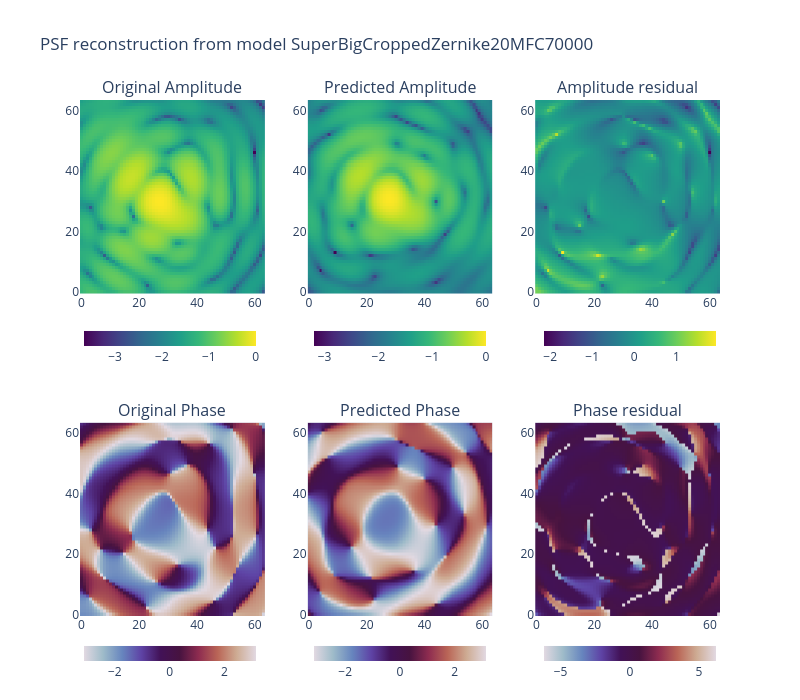 PSF reconstruction from model SuperBigCroppedZernike20MFC70000
Original Amplitude
Predicted Amplitude
Amplitude residual
60
40
20
0
0 20 40 60
60
40
20
0
0 20 40 60
60
40
20
0
0 20 40 60
−3 −2 −1 0
−3 −2 −1 0
−2 −1 0 1
Original Phase
Predicted Phase
Phase residual
60
40
20
0
0 20 40 60
60
40
20
0
0 20 40 60
60
40
20
0
0 20 40 60
−2 0 2
−2 0 2
−5 0 5